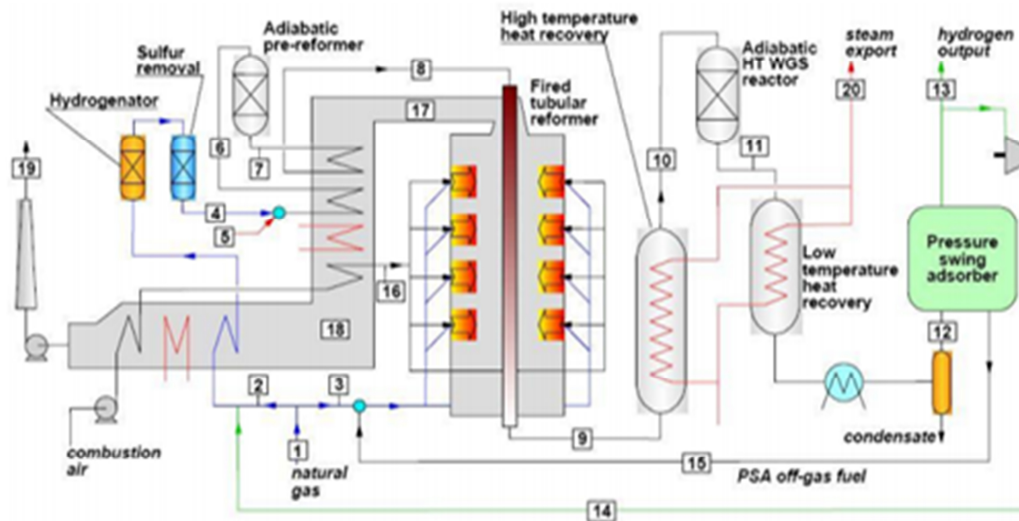 Adiabatic
pre-reformer
Sulfur
removal
Hydrogenator
High temperature
heat recovery
Adiabatic
HT WGS
reactor
steam
export
hydrogen
output
Fired
tubular
reformer
8
17
20
13
6
7
10
11
19
4
5
16
18
Low
temperature
heat
recovery
Pressure
swing
adsorber
12
2
3
1
9
combustion
air
natural
gas
condensate
15
PSA off-gas fuel
14